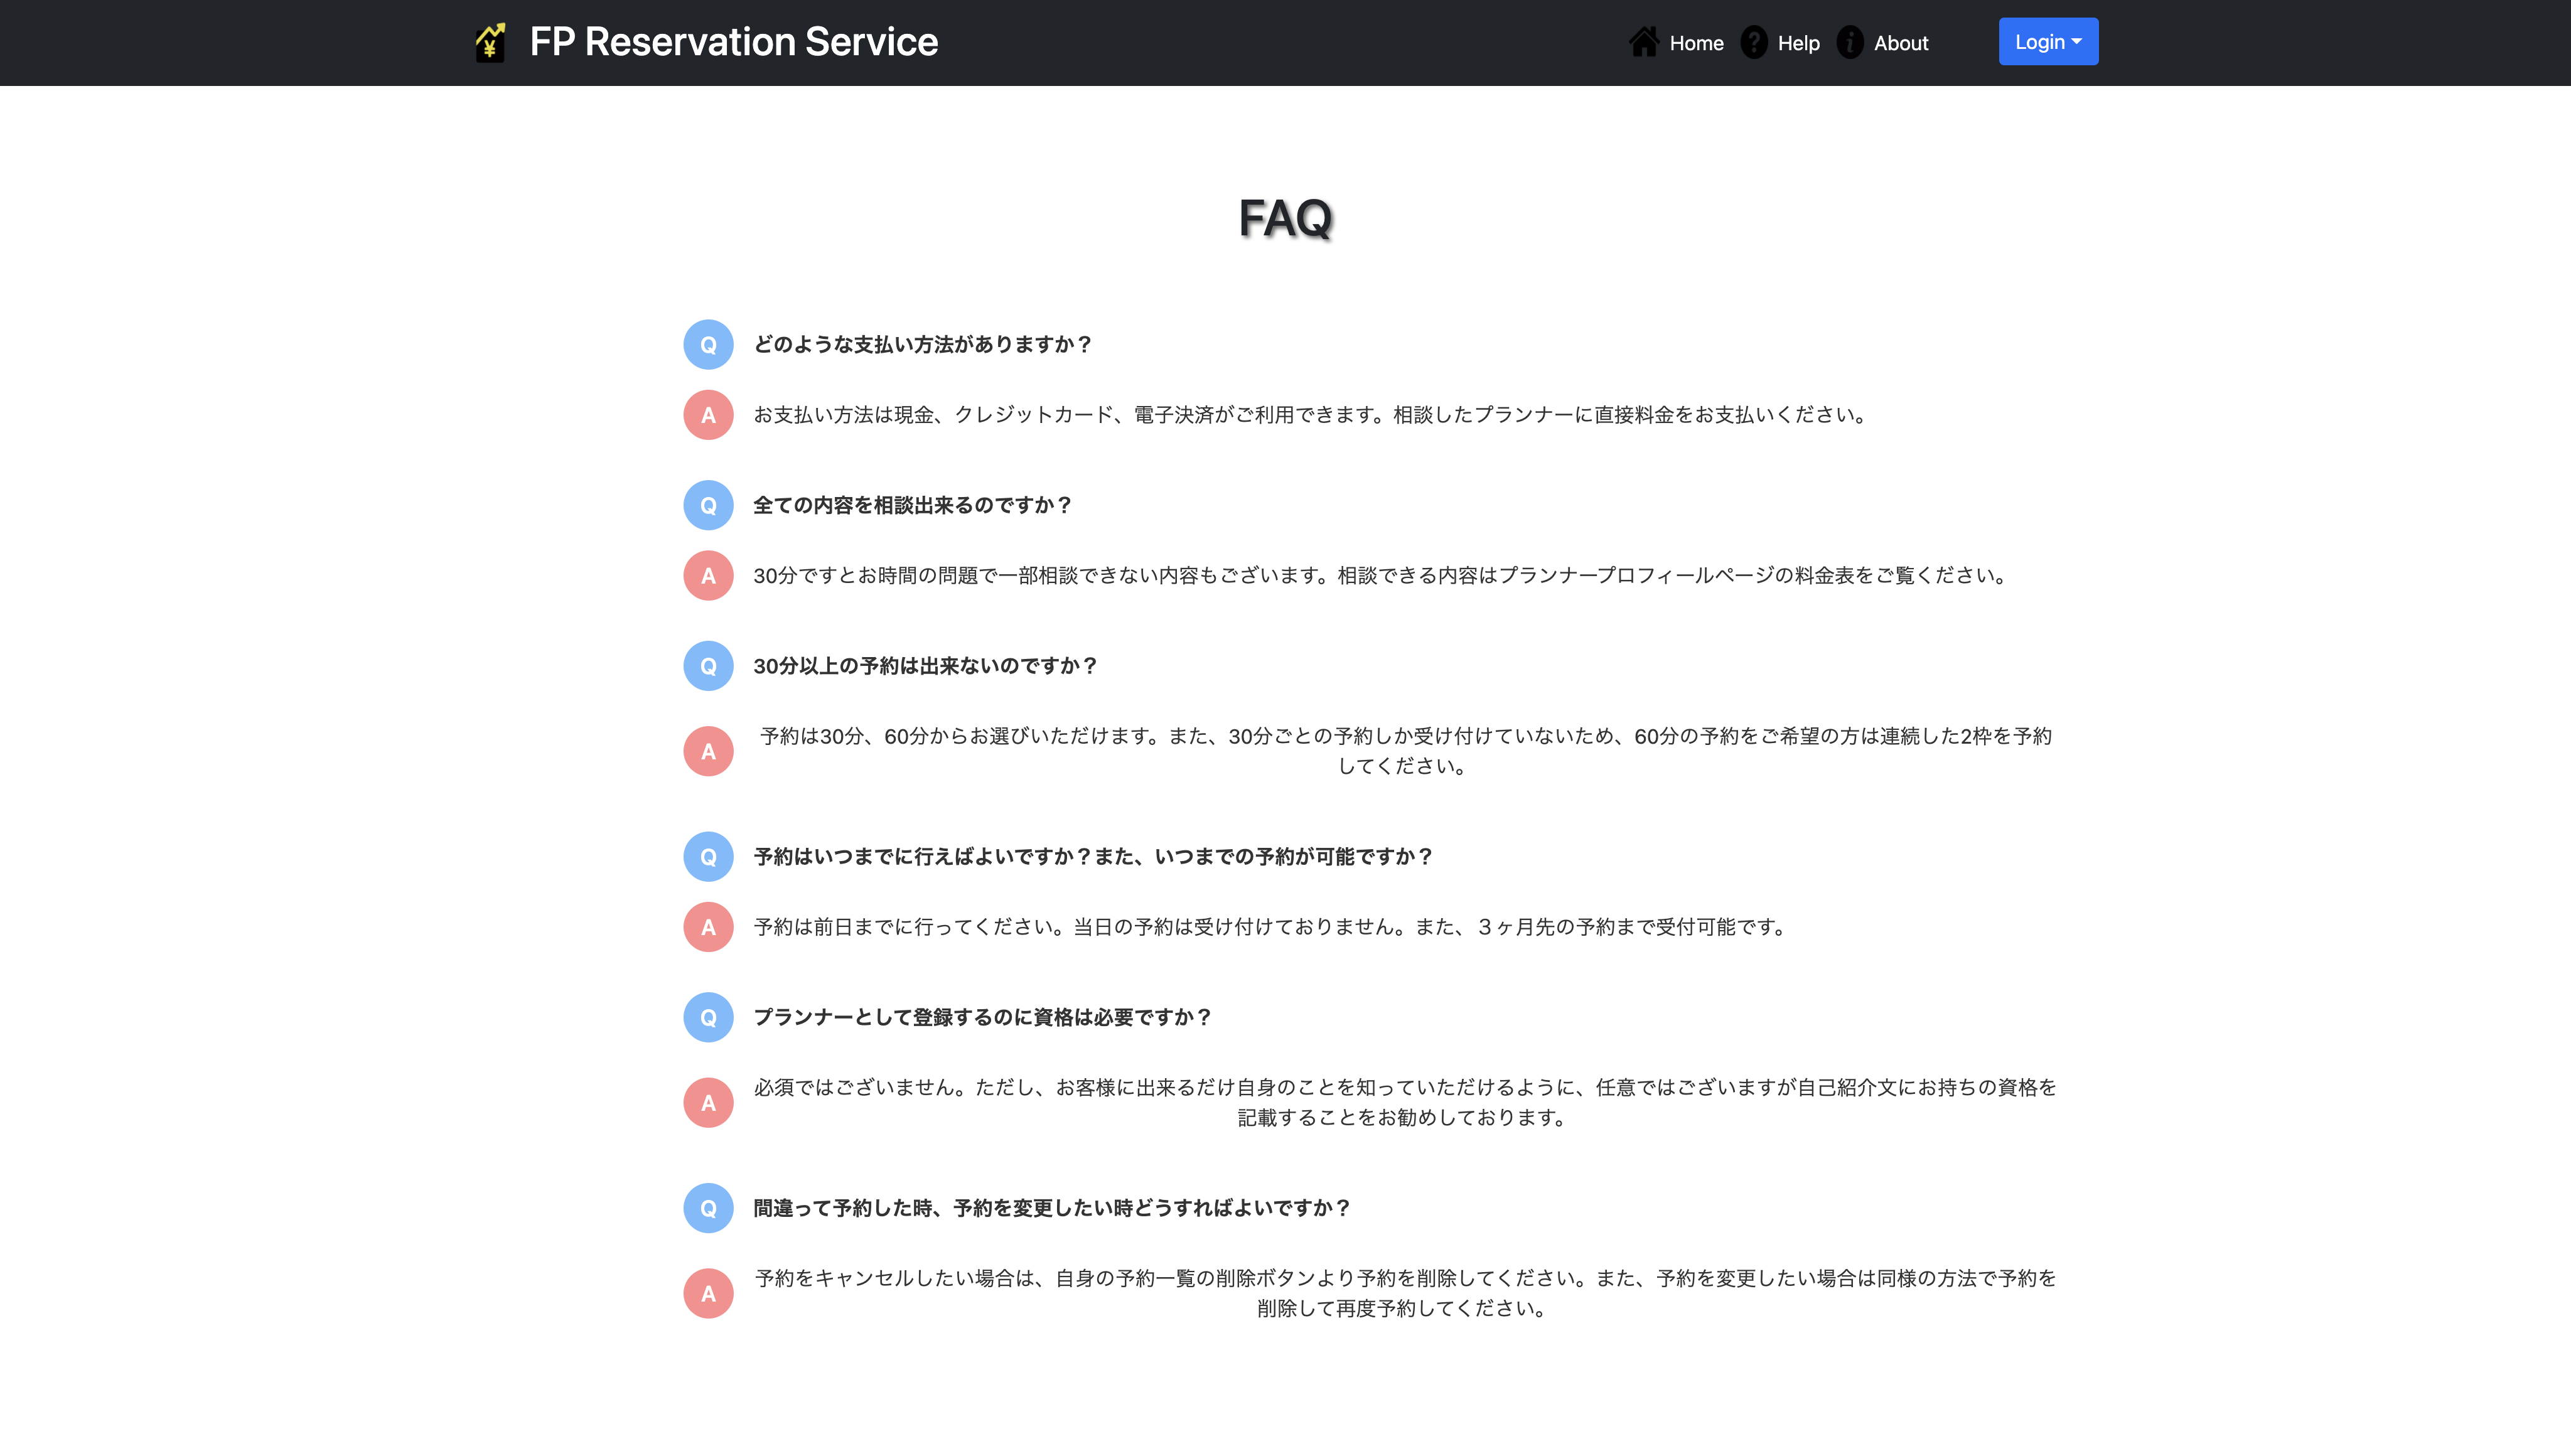 ¥ FP Reservation Service
Home ? Help i About Login
FAQ
Q どのような支払い方法がありますか？
A お支払い方法は現金、クレジットカード、電子決済がご利用できます。相談したプランナーに直接料金をお支払いください。
Q 全ての内容を相談出来るのですか？
A 30分ですとお時間の問題で一部相談できない内容もございます。相談できる内容はプランナープロフィールページの料金表をご覧ください。
Q 30分以上の予約は出来ないのですか？
A 予約は30分、60分からお選びいただけます。また、30分ごとの予約しか受け付けていないため、60分の予約をご希望の方は連続した2枠を予約
してください。
Q 予約はいつまでに行えばよいですか？また、いつまでの予約が可能ですか？
A 予約は前日までに行ってください。当日の予約は受け付けておりません。また、３ヶ月先の予約まで受付可能です。
Q プランナーとして登録するのに資格は必要ですか？
A 必須ではございません。ただし、お客様に出来るだけ自身のことを知っていただけるように、任意ではございますが自己紹介文にお持ちの資格を
記載することをお勧めしております。
Q 間違って予約した時、予約を変更したい時どうすればよいですか？
A 予約をキャンセルしたい場合は、自身の予約一覧の削除ボタンより予約を削除してください。また、予約を変更したい場合は同様の方法で予約を
削除して再度予約してください。